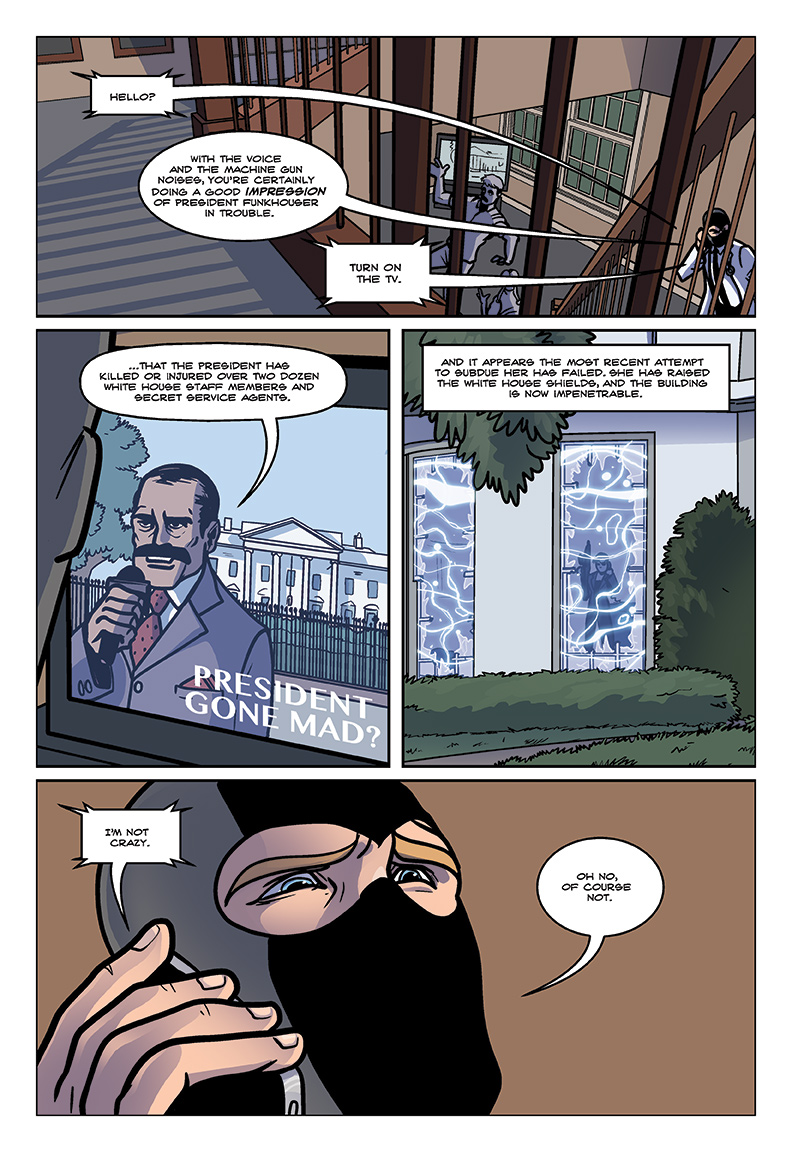 HELLO?
WITH THE VOICE
AND THE MACHINE GUN
NOISES, YOU'RE CERTAINLY
DOING A GOOD IMPRESSION
OF PRESIDENT FUNKHOUSER
IN TROUBLE.
TURN ON
THE TV.
...THAT THE PRESIDENT HAS
KILLED OR INJURED OVER TWO DOZEN
WHITE HOUSE STAFF MEMBERS AND
SECRET SERVICE AGENTS.
PRESIDENT
GONE MAD?
AND IT APPEARS THE MOST RECENT ATTEMPT
TO SUBDUE HER HAS FAILED. SHE HAS RAISED
THE WHITE HOUSE SHIELDS, AND THE BUILDING
IS NOW IMPENETRABLE.
I'M NOT
CRAZY.
OH NO,
OF COURSE
NOT.